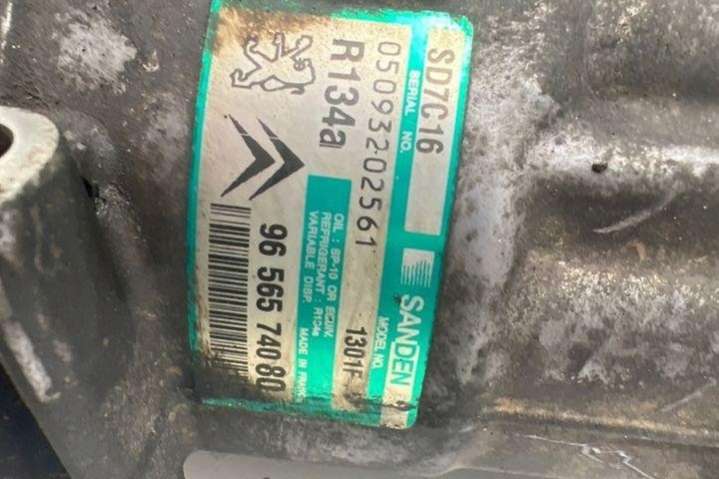 SD7C16
SERIAL NO.
05093202561
R134a
SANDEN
MODEL NO.
1301F
OIL : SP-10 OR EQUIV.
REFRIGERANT : R134a
VARIABLE DISP.
96 565 740 80
MADE IN FRANCE